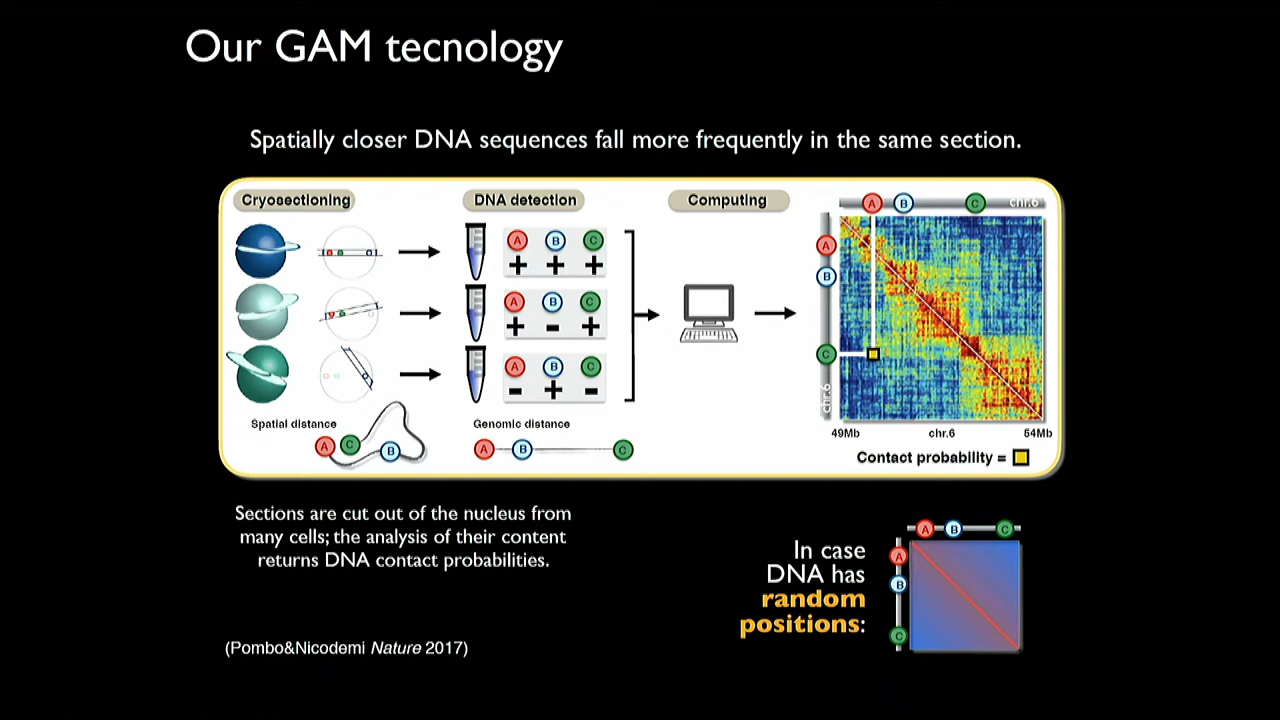 Our GAM tecnology
Spatially closer DNA sequences fall more frequently in the same section.
Cryosectioning
DNA detection
Computing
A B C chr.6
A B C
+ + +
A
B
A B C
+ - +
C
A B C
- + -
chr.6
Spatial distance
A C B
Genomic distance
A B C
49Mb chr.6 54Mb
Contact probability =
Sections are cut out of the nucleus from
many cells; the analysis of their content
returns DNA contact probabilities.
In case
DNA has
random
positions:
A B C
A
B
C
(Pombo&Nicodemi Nature 2017)